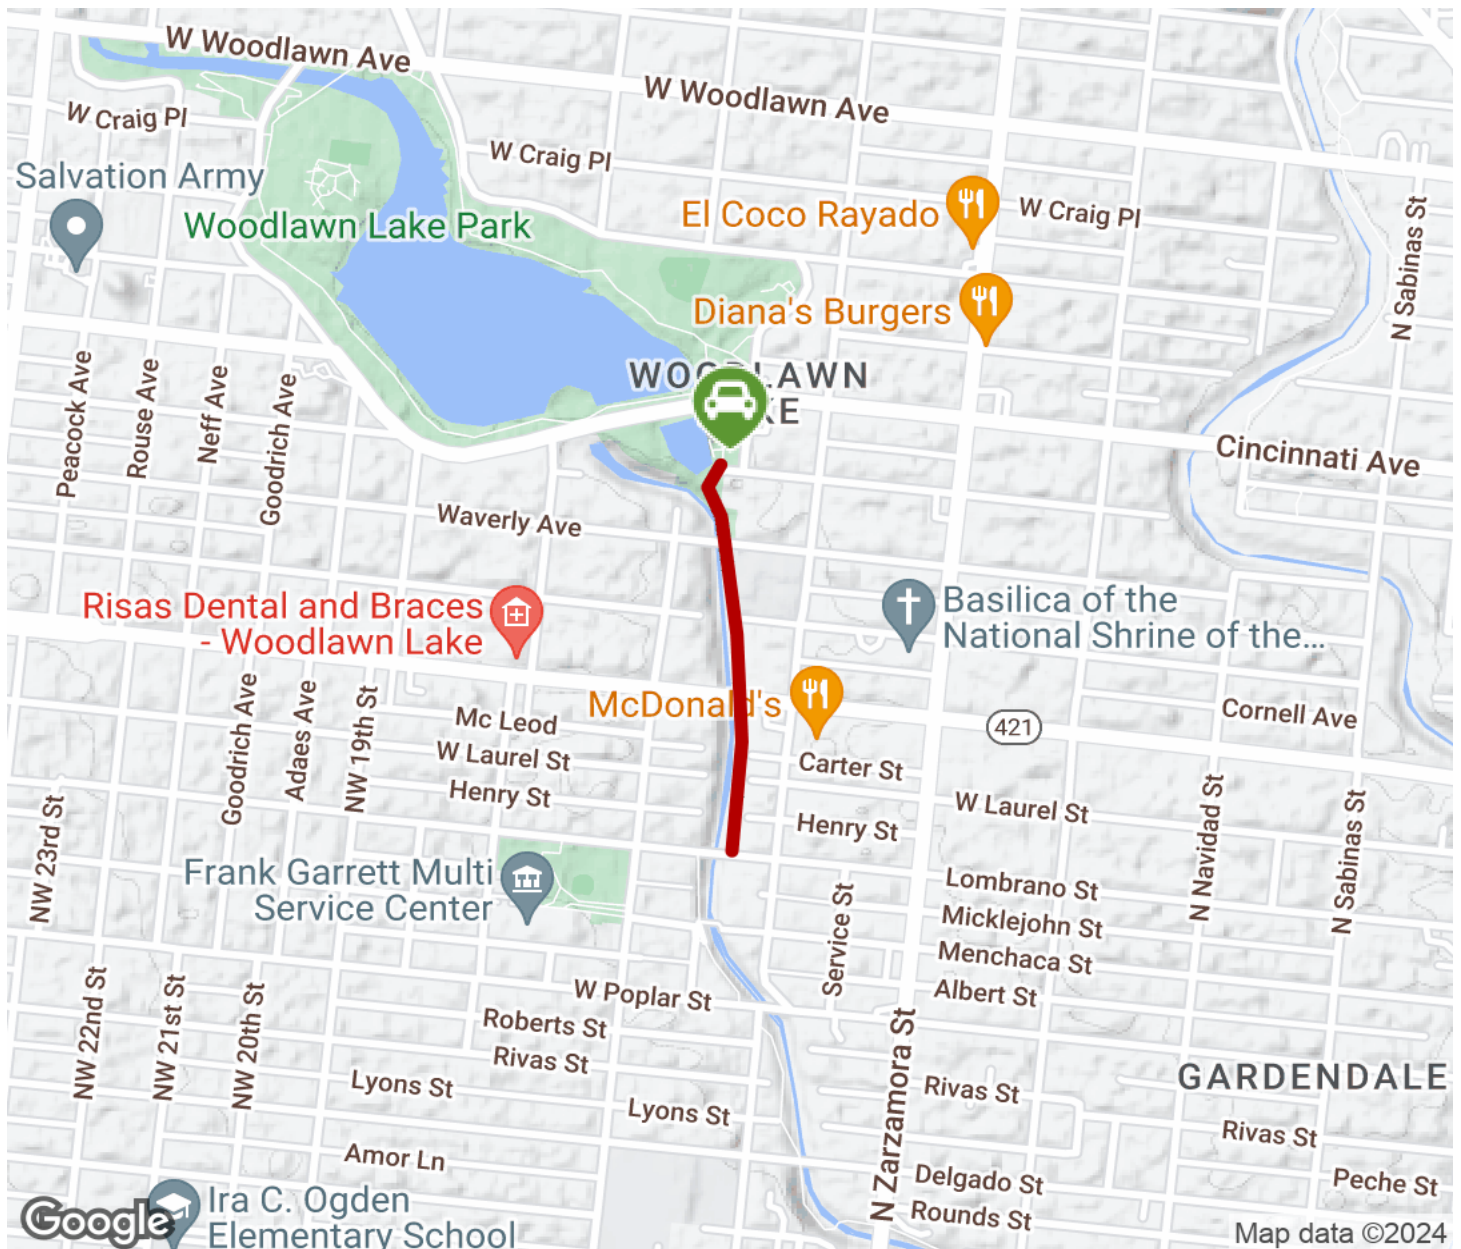 W Woodlawn Ave
W Woodlawn Ave
W Craig Pl
W Craig Pl
Salvation Army
Woodlawn Lake Park
El Coco Rayado
W Craig Pl
N Sabinas St
Diana's Burgers
Peacock Ave
Rouse Ave
Neff Ave
Goodrich Ave
Cincinnati Ave
Waverly Ave
Risas Dental and Braces
- Woodlawn Lake
Basilica of the
National Shrine of the...
McDonald's
421
Cornell Ave
Goodrich Ave
Adaes Ave
NW 19th St
Mc Leod
W Laurel St
Henry St
Carter St
W Laurel St
Henry St
N Navidad St
N Sabinas St
NW 23rd St
Frank Garrett Multi
Service Center
Service St
Lombrano St
Micklejohn St
Menchaca St
Albert St
NW 22nd St
NW 21st St
NW 20th St
W Poplar St
Roberts St
Rivas St
Lyons St
Lyons St
N Zarzamora St
Rivas St
GARDENDALE
Rivas St
Amor Ln
Delgado St
Peche St
Rounds St
Ira C. Ogden
Elementary School
Google
Map data ©2024